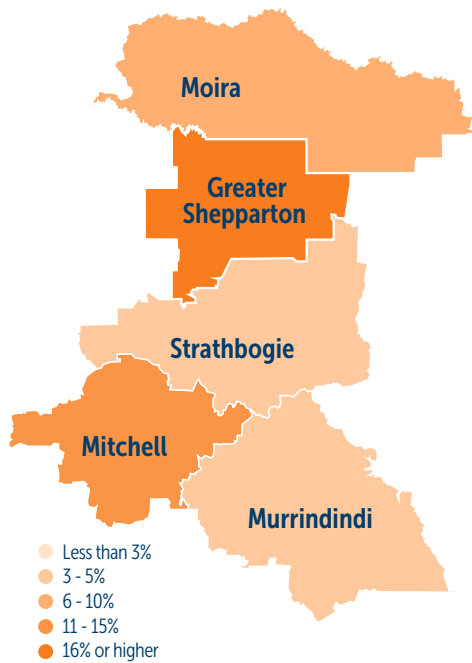 Moira
Greater
Shepparton
Strathbogie
Mitchell
Murrindindi
Less than 3%
3 - 5%
6 - 10%
11 - 15%
16% or higher